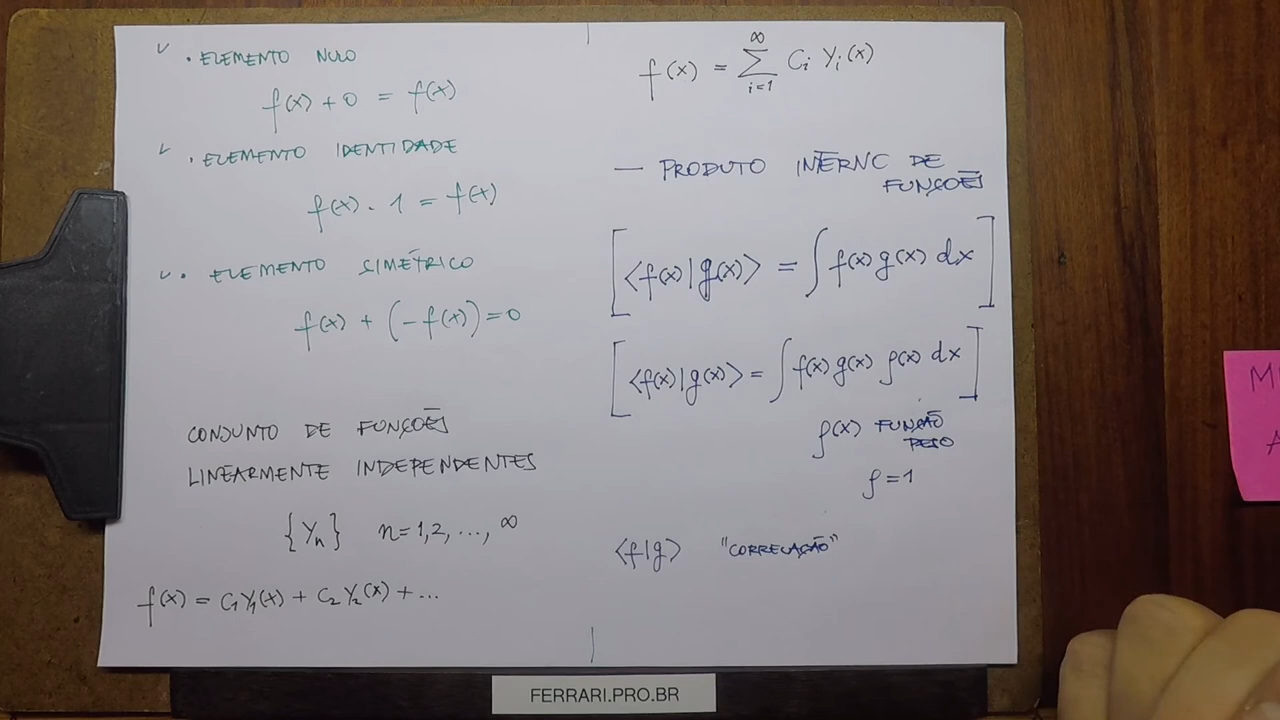 ✓ . ELEMENTO NULO
f(x) + 0 = f(x)
✓ . ELEMENTO IDENTIDADE
f(x) . 1 = f(x)
✓ . ELEMENTO SIMÉTRICO
f(x) + (-f(x)) = 0
CONJUNTO DE FUNÇÕES
LINEARMENTE INDEPENDENTES
{Yn} n=1,2, ..., ∞
f(x) = C₁Y₁(x) + C₂Y₂(x) + ...
f(x) = ∑_{i=1}^{∞} Ci Yi(x)
— PRODUTO INTERNO DE
FUNÇÕES
[<f(x)|g(x)> = ∫ f(x) g(x) dx]
[<f(x)|g(x)> = ∫ f(x) g(x) ρ(x) dx]
ρ(x) FUNÇÃO
PESO
ρ = 1
<f|g> "CORRELAÇÃO"
FERRARI.PRO.BR